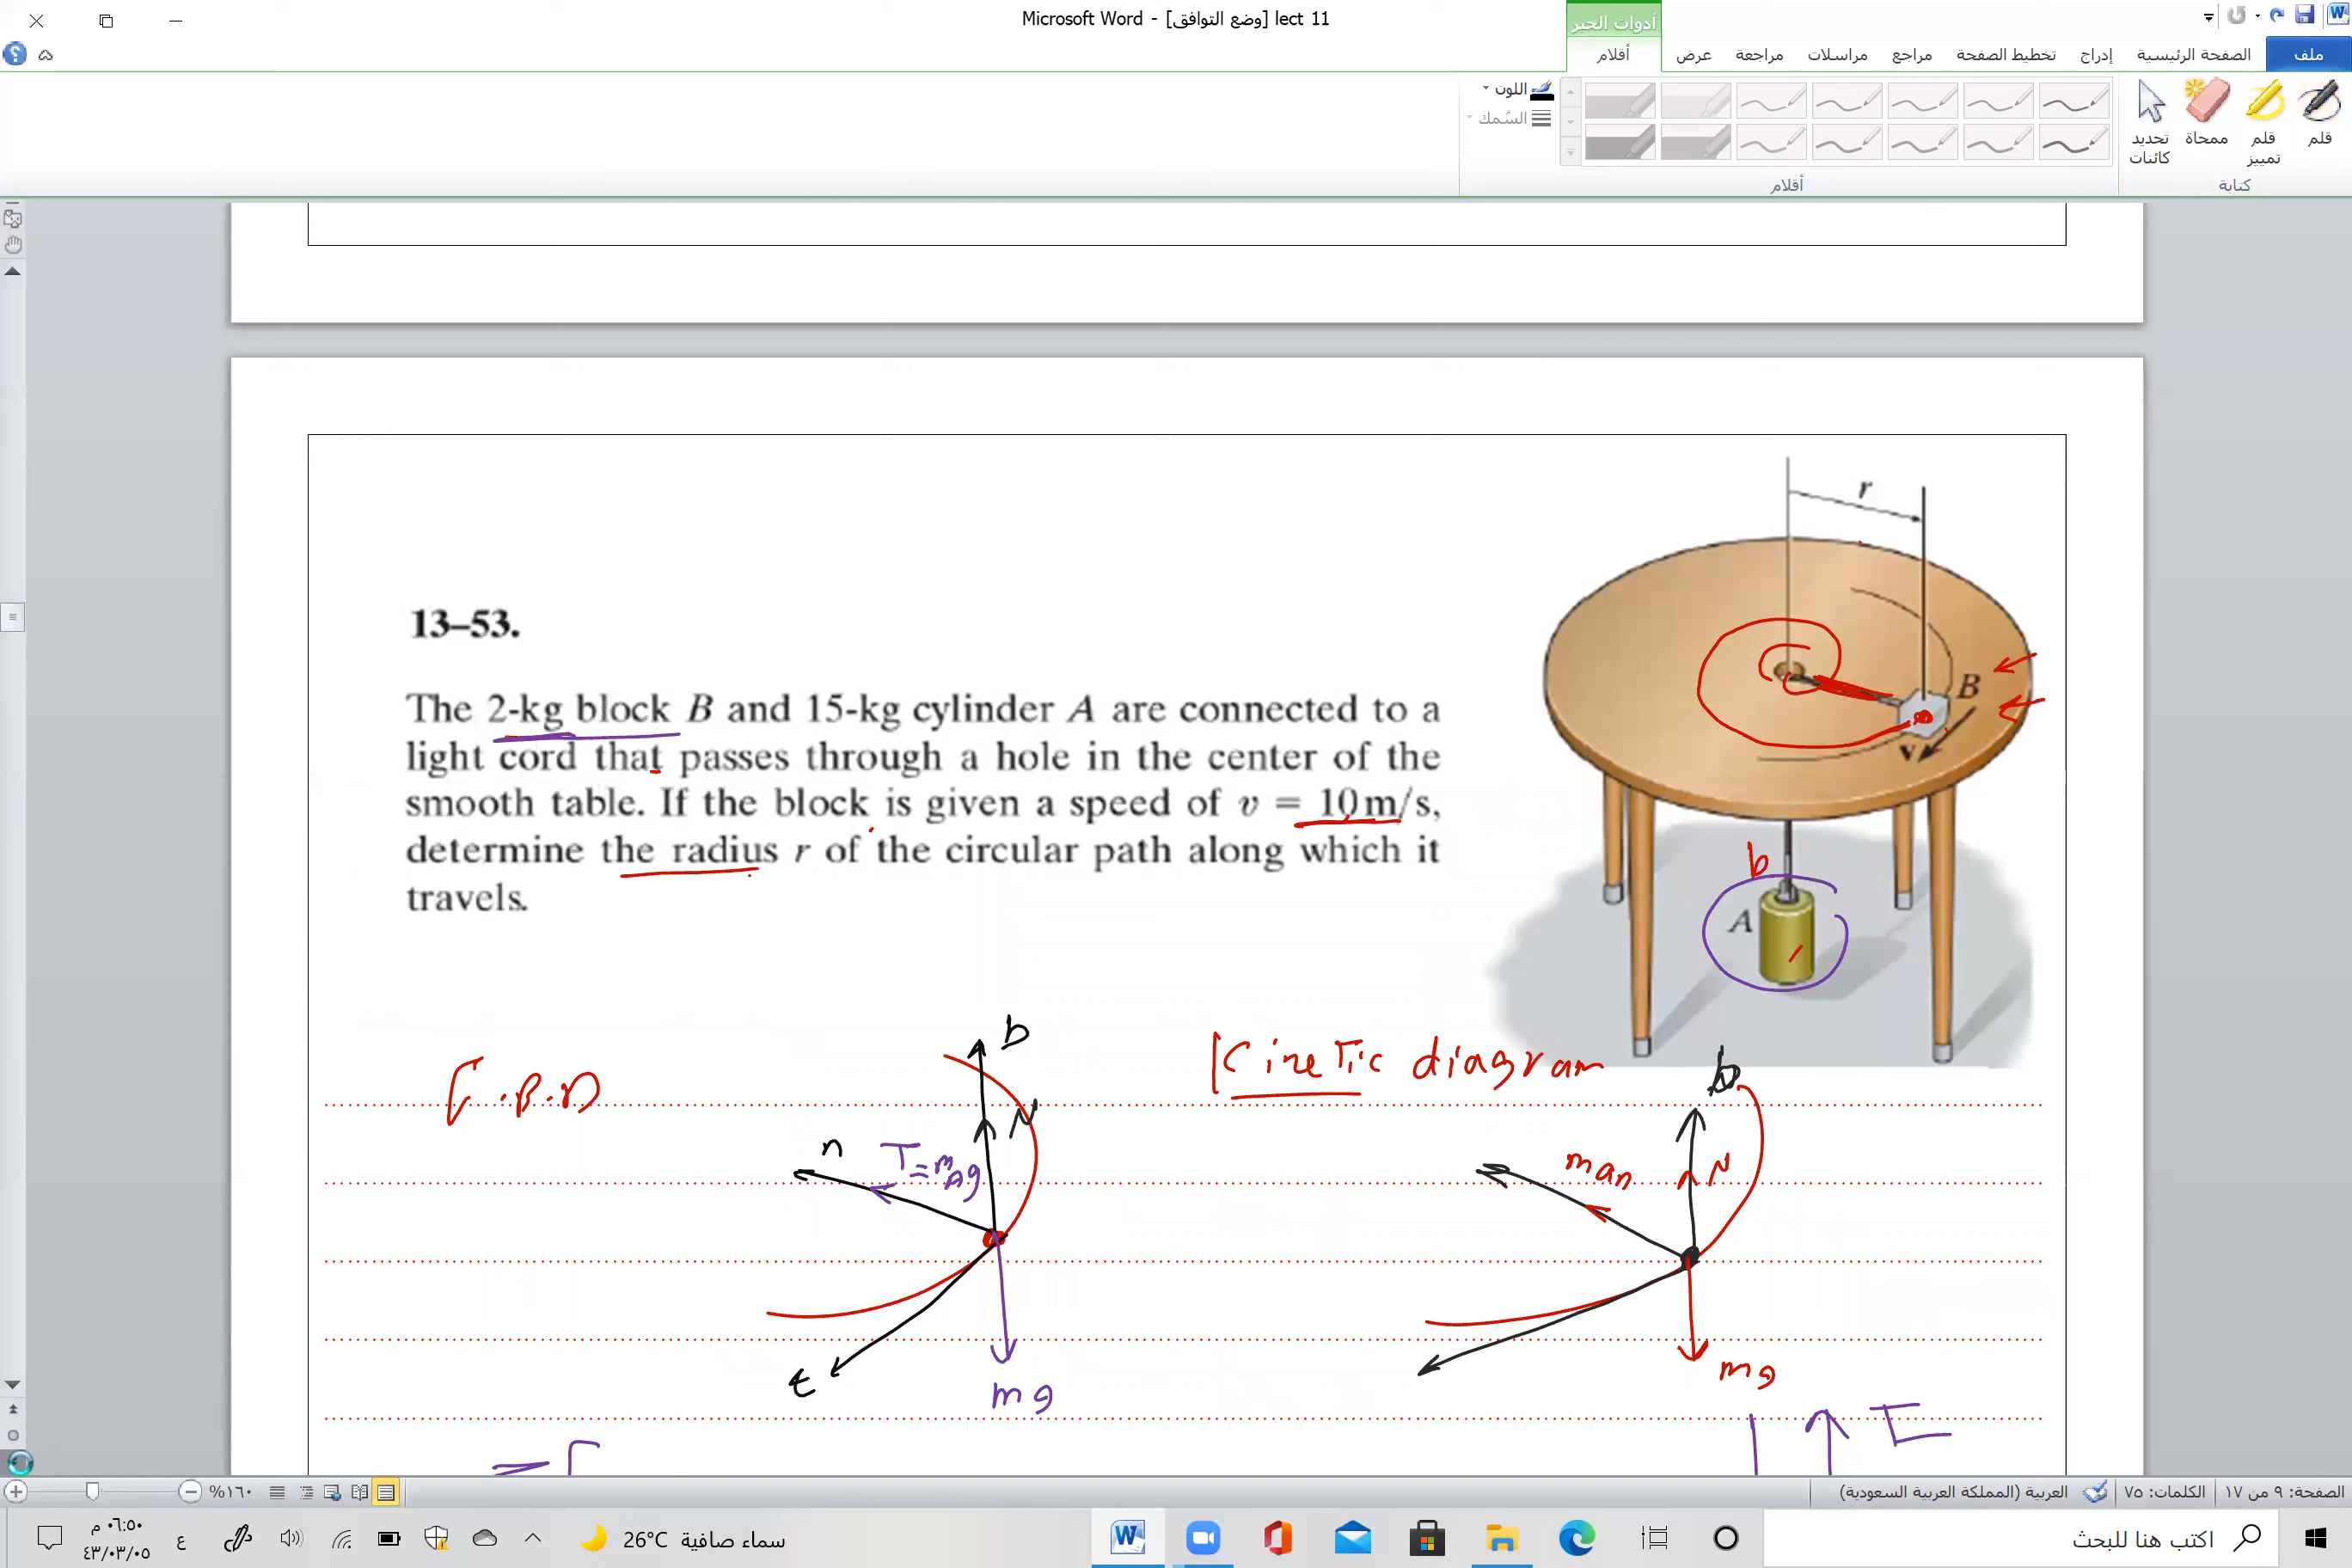 lect 11 [وضع التوافق] - Microsoft Word
أدوات الحبر
ملف
الصفحة الرئيسية
إدراج
تخطيط الصفحة
مراجع
مراسلات
مراجعة
عرض
أقلام
قلم
قلم تمييز
ممحاة
تحديد كائنات
اللون
السُمك
كتابة
أقلام
r
13–53.
The 2-kg block B and 15-kg cylinder A are connected to a
light cord that passes through a hole in the center of the
smooth table. If the block is given a speed of v = 10 m/s,
determine the radius r of the circular path along which it
travels.
B
v
b
A
F.B.D
b
N
n
T=mAg
t
mg
Kinetic diagram
b
man
N
mg
الصفحة: ٩ من ١٧
الكلمات: ٧٥
العربية (المملكة العربية السعودية)
%١٦٠
اكتب هنا للبحث
26°C سماء صافية
ع
٠٦:٥٠ م
٤٣/٠٣/٠٥